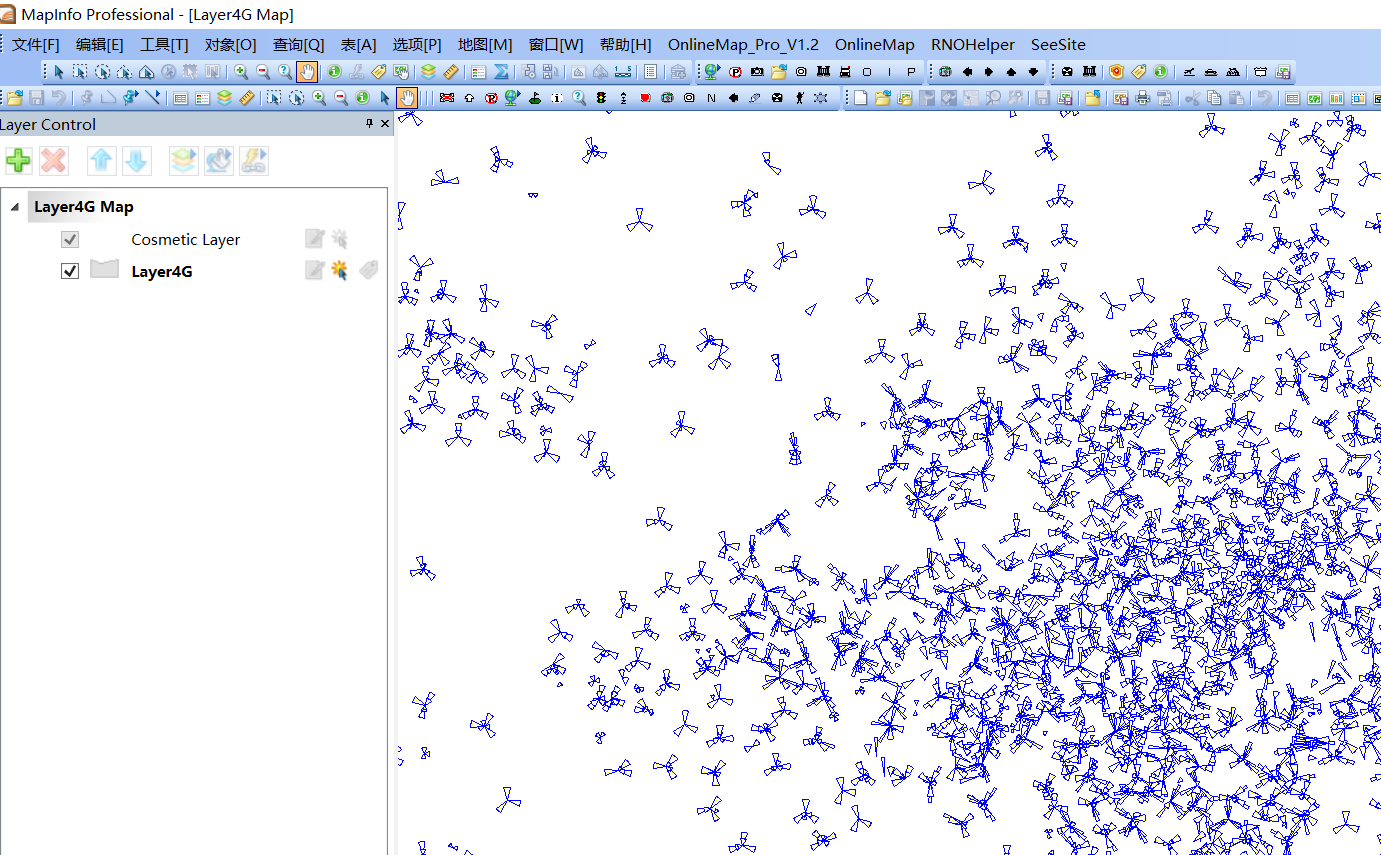 MapInfo Professional - [Layer4G Map]
文件[F] 编辑[E] 工具[T] 对象[O] 查询[Q] 表[A] 选项[P] 地图[M] 窗口[W] 帮助[H] OnlineMap_Pro_V1.2 OnlineMap RNOHelper SeeSite
Layer Control
Layer4G Map
Cosmetic Layer
Layer4G